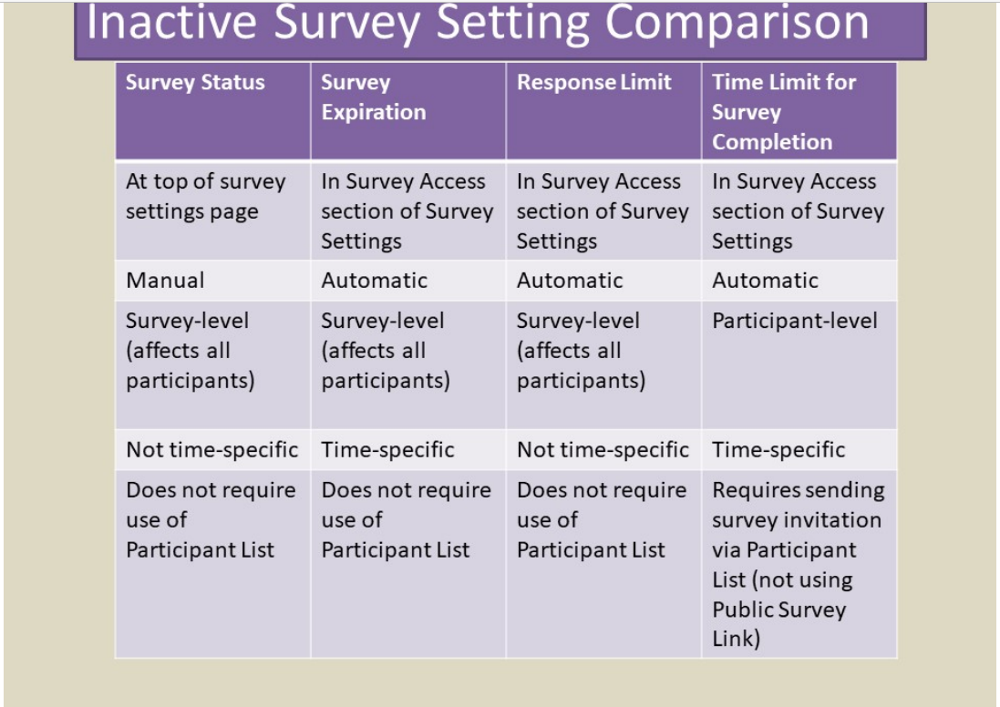 Inactive Survey Setting Comparison
Survey Status
Survey
Expiration
Response Limit
Time Limit for
Survey
Completion
At top of survey
settings page
In Survey Access
section of Survey
Settings
In Survey Access
section of Survey
Settings
In Survey Access
section of Survey
Settings
Manual
Automatic
Automatic
Automatic
Survey-level
(affects all
participants)
Survey-level
(affects all
participants)
Survey-level
(affects all
participants)
Participant-level
Not time-specific
Time-specific
Not time-specific
Time-specific
Does not require
use of
Participant List
Does not require
use of
Participant List
Does not require
use of
Participant List
Requires sending
survey invitation
via Participant
List (not using
Public Survey
Link)